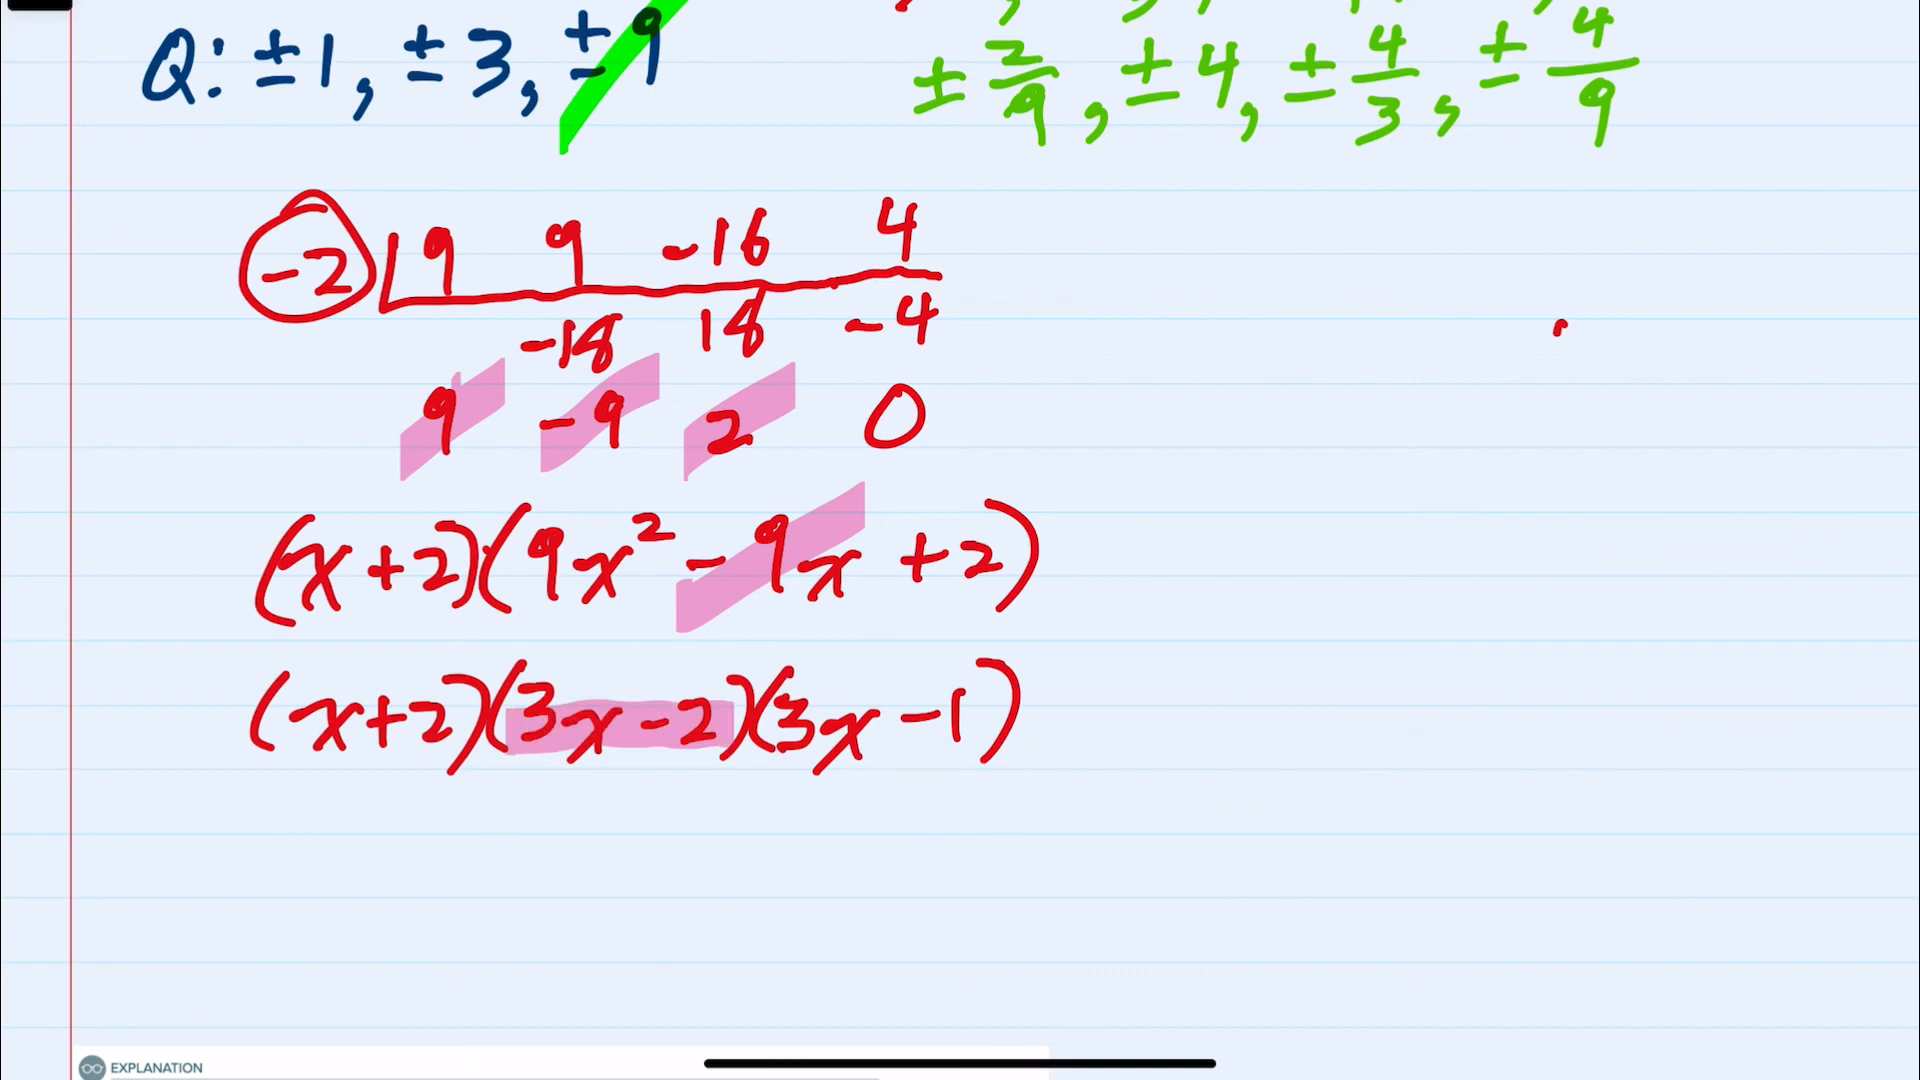 Q: ±1, ±3, ±9
± 2/9, ±4, ± 4/3, ± 4/9
-2 | 9 9 -16 4
-18 18 -4
9 -9 2 0
(x+2)(9x² - 9x + 2)
(x+2)(3x-2)(3x-1)
EXPLANATION